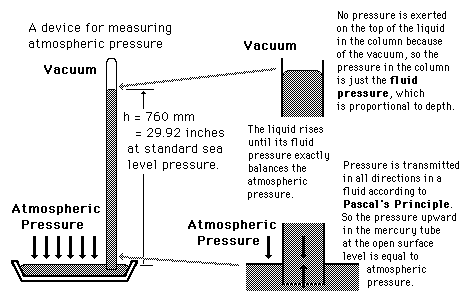 A device for measuring
atmospheric pressure
Vacuum
h = 760 mm
= 29.92 inches
at standard sea
level pressure.
Atmospheric
Pressure
Vacuum
The liquid rises
until its fluid
pressure exactly
balances the
atmospheric
pressure.
Atmospheric
Pressure
No pressure is exerted
on the top of the liquid
in the column because
of the vacuum, so the
pressure in the column
is just the fluid
pressure, which
is proportional to depth.
Pressure is transmitted
in all directions in a
fluid according to
Pascal's Principle.
So the pressure upward
in the mercury tube
at the open surface
level is equal to
atmospheric
pressure.